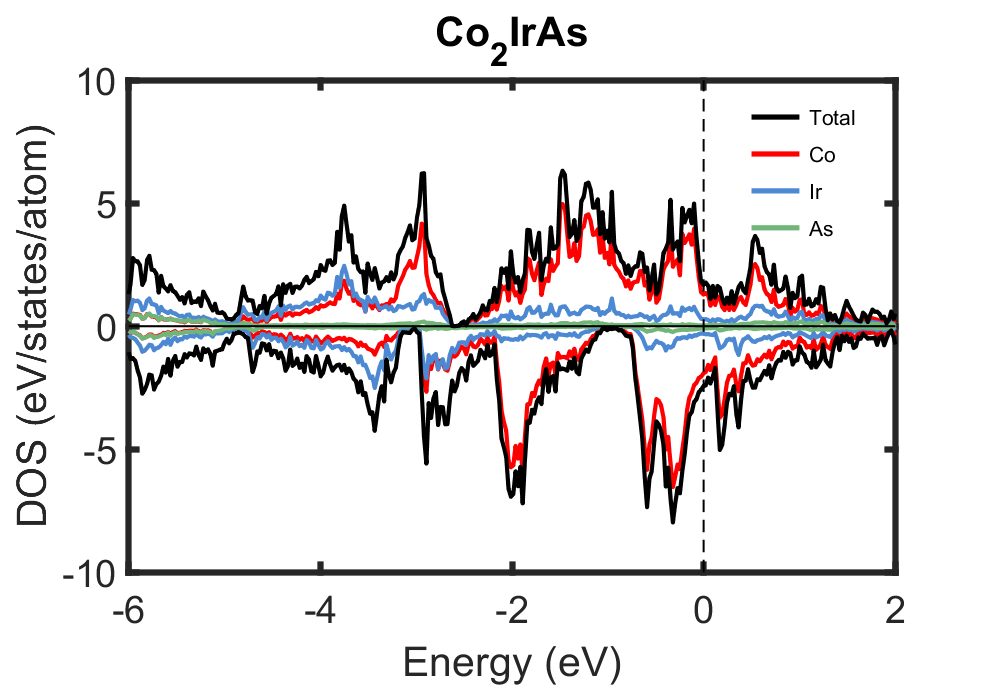 Co₂IrAs
10
5
0
-5
-10
DOS (eV/states/atom)
Total
Co
Ir
As
-6
-4
-2
0
2
Energy (eV)